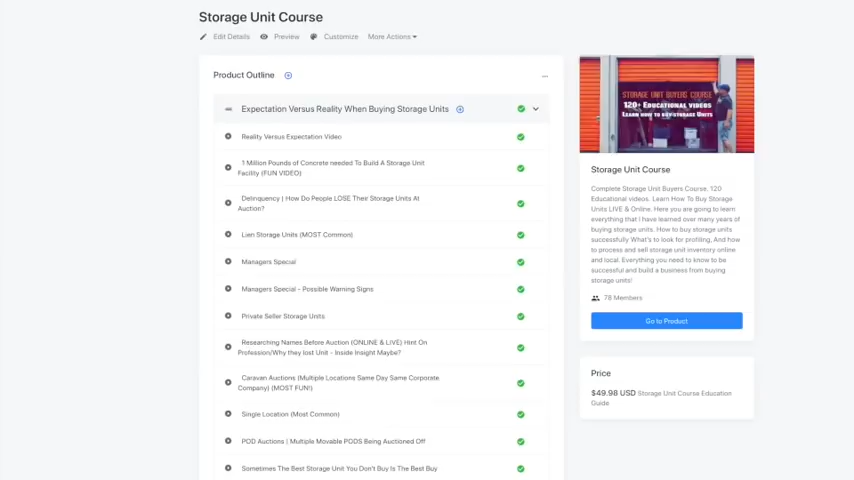 Storage Unit Course
Edit Details Preview Customize More Actions
Product Outline
Expectation Versus Reality When Buying Storage Units
Reality Versus Expectation Video
1 Million Pounds of Concrete needed To Build A Storage Unit
Facility (FUN VIDEO)
Delinquency | How Do People LOSE Their Storage Units At
Auction?
Lien Storage Units (MOST Common)
Managers Special
Managers Special - Possible Warning Signs
Private Seller Storage Units
Researching Names Before Auction (ONLINE & LIVE) Hint On
Profession/Why they lost Unit - Inside Insight Maybe?
Caravan Auctions (Multiple Locations Same Day Same Corporate
Company) (MOST FUN!)
Single Location (Most Common)
POD Auctions | Multiple Movable PODS Being Auctioned Off
Sometimes The Best Storage Unit You Don't Buy Is The Best Buy
STORAGE UNIT BUYERS COURSE
120+ EDUCATIONAL VIDEOS
LEARN HOW TO BUY STORAGE UNITS
Storage Unit Course
Complete Storage Unit Buyers Course. 120
Educational videos. Learn How To Buy Storage
Units LIVE & Online. Here you are going to learn
everything that I have learned over many years of
buying storage units. How to buy storage units
successfully What's to look for profiling, And how
to process and sell storage unit inventory online
and local. Everything you need to know to be
successful and build a business from buying
storage units!
78 Members
Go to Product
Price
$49.98 USD Storage Unit Course Education
Guide